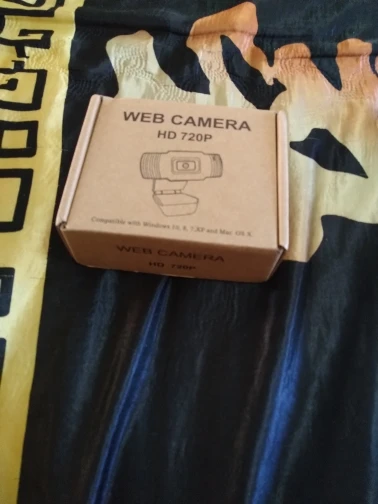 WEB CAMERA
HD 720P
Compatible with Windows 10, 8, 7,XP and Mac OS X
WEB CAMERA
HD 720P